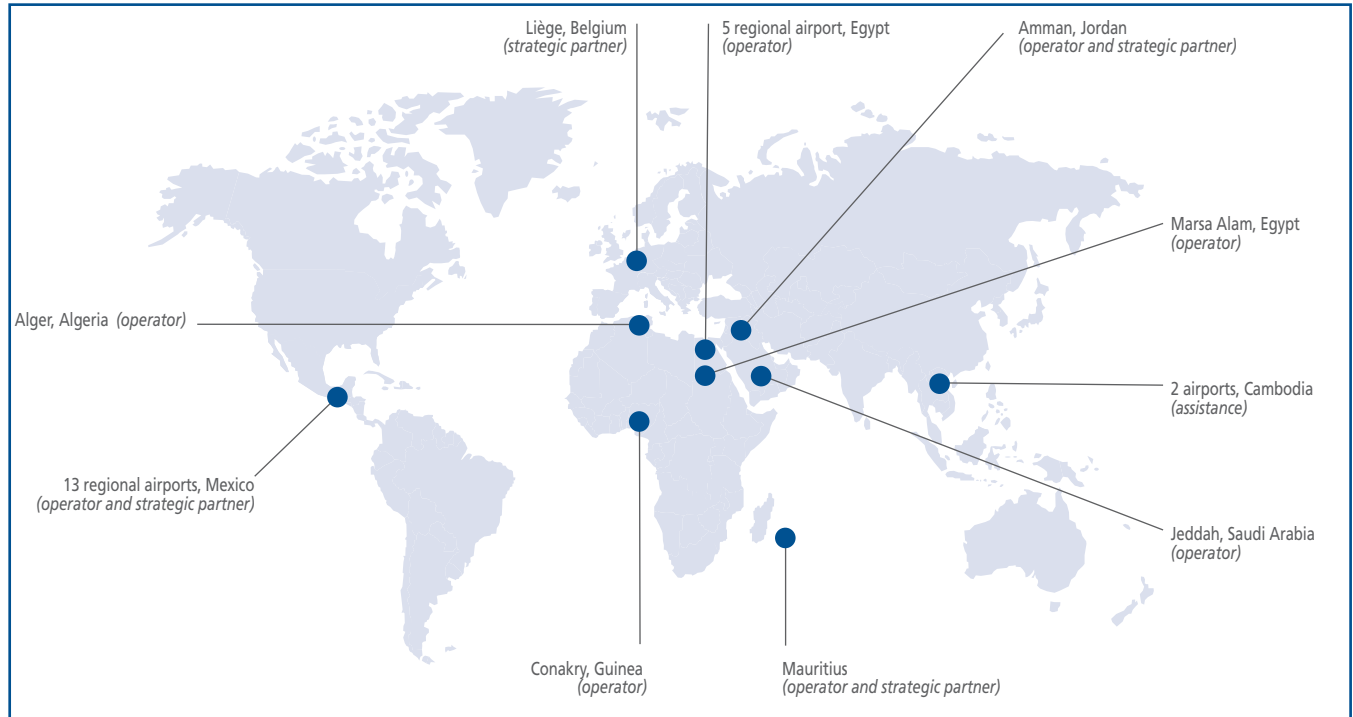 Liège, Belgium
(strategic partner)
5 regional airport, Egypt
(operator)
Amman, Jordan
(operator and strategic partner)
Marsa Alam, Egypt
(operator)
Alger, Algeria (operator)
2 airports, Cambodia
(assistance)
13 regional airports, Mexico
(operator and strategic partner)
Jeddah, Saudi Arabia
(operator)
Conakry, Guinea
(operator)
Mauritius
(operator and strategic partner)